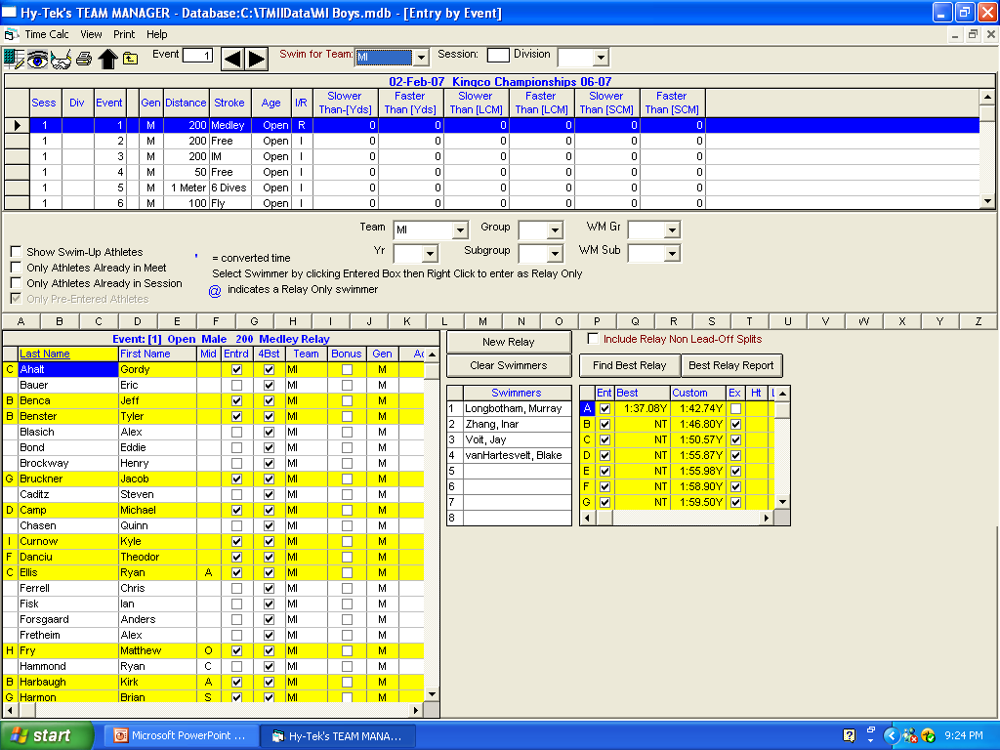 Hy-Tek's TEAM MANAGER - Database:C:\TMIIData\MI Boys.mdb - [Entry by Event]
Time Calc View Print Help
Event 1 Swim for Team: MI Session: Division
02-Feb-07 Kingco Championships 06-07
Sess Div Event Gen Distance Stroke Age I/R Slower Than-[Yds] Faster Than [Yds] Slower Than [LCM] Faster Than [LCM] Slower Than [SCM] Faster Than [SCM]
1 1 M 200 Medley Open R 0 0 0 0 0 0
1 2 M 200 Free Open I 0 0 0 0 0 0
1 3 M 200 IM Open I 0 0 0 0 0 0
1 4 M 50 Free Open I 0 0 0 0 0 0
1 5 M 1 Meter 6 Dives Open I 0 0 0 0 0 0
1 6 M 100 Fly Open I 0 0 0 0 0 0
Team MI Group WM Gr
Yr Subgroup WM Sub
Show Swim-Up Athletes
Only Athletes Already in Meet
Only Athletes Already in Session
Only Pre-Entered Athletes
' = converted time
Select Swimmer by clicking Entered Box then Right Click to enter as Relay Only
@ indicates a Relay Only swimmer
A B C D E F G H I J K L M N O P Q R S T U V W X Y Z
Event: [1] Open Male 200 Medley Relay
Last Name First Name Mid Entrd 4Bst Team Bonus Gen Ac
C Ahalt Gordy MI M
Bauer Eric MI M
B Benca Jeff MI M
B Benster Tyler MI M
Blasich Alex MI M
Bond Eddie MI M
Brockway Henry MI M
G Bruckner Jacob MI M
Caditz Steven MI M
D Camp Michael MI M
Chasen Quinn MI M
I Curnow Kyle MI M
F Danciu Theodor MI M
C Ellis Ryan A MI M
Ferrell Chris MI M
Fisk Ian MI M
Forsgaard Anders MI M
Fretheim Alex MI M
H Fry Matthew O MI M
Hammond Ryan C MI M
B Harbaugh Kirk A MI M
G Harmon Brian S MI M
New Relay
Clear Swimmers
Include Relay Non Lead-Off Splits
Find Best Relay Best Relay Report
Swimmers
1 Longbotham, Murray
2 Zhang, Inar
3 Voit, Jay
4 vanHartesvelt, Blake
5
6
7
8
Ent Best Custom Ex Ht L
A 1:37.08Y 1:42.74Y
B NT 1:46.80Y
C NT 1:50.57Y
D NT 1:55.87Y
E NT 1:55.98Y
F NT 1:58.90Y
G NT 1:59.50Y
start Microsoft PowerPoint ... Hy-Tek's TEAM MANA... 9:24 PM